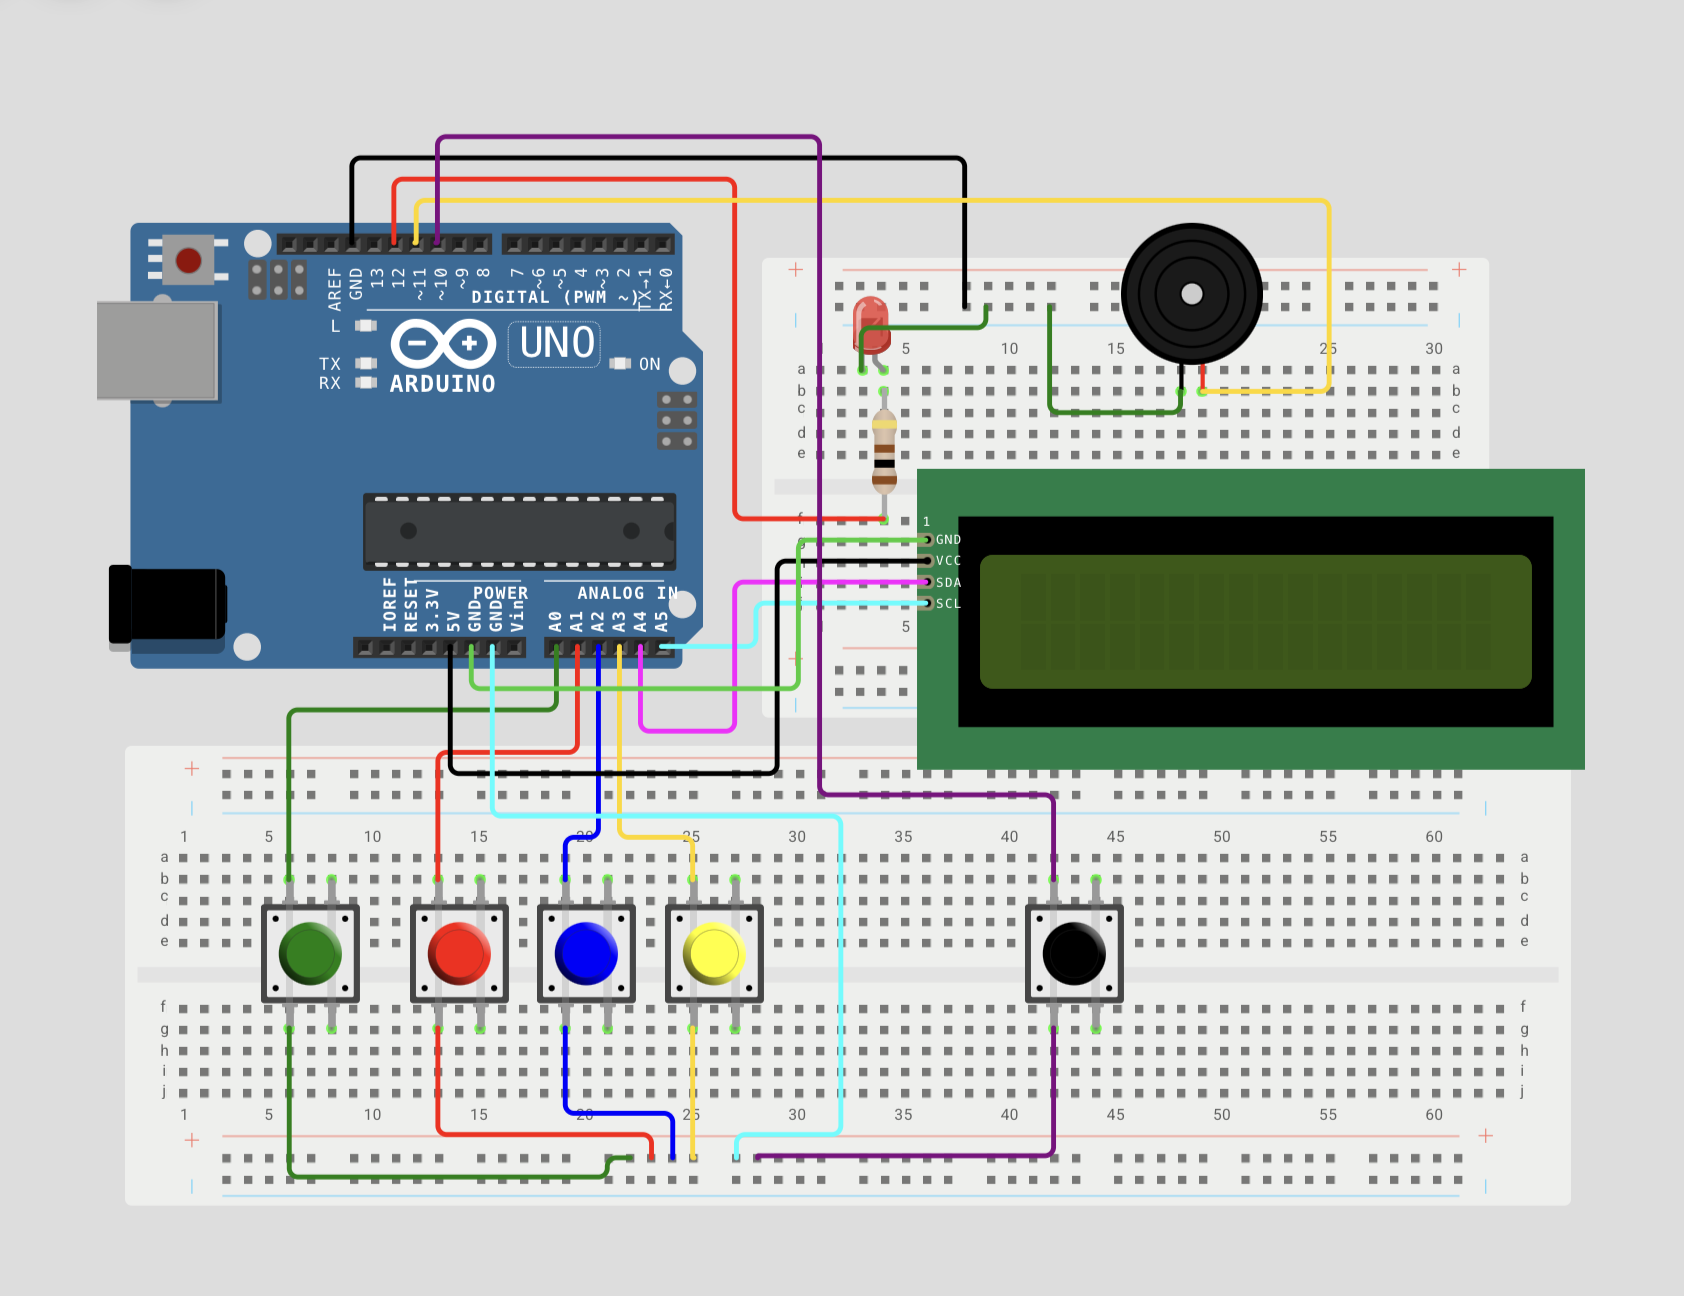 AREF
GND
13
12
~11
~10
~9
8
7
~6
~5
4
~3
2
TX→1
RX←0
DIGITAL (PWM ~)
L
TX
RX
UNO
ON
ARDUINO
IOREF
RESET
3.3V
5V
GND
GND
Vin
POWER
ANALOG IN
A0
A1
A2
A3
A4
A5
5 10 15 25 30
a a
b b
c c
d d
e e
f
g
5
1
GND
VCC
SDA
SCL
1 5 10 15 20 25 30 35 40 45 50 55 60
a a
b b
c c
d d
e e
f f
g g
h h
i i
j j
1 5 10 15 20 25 30 35 40 45 50 55 60